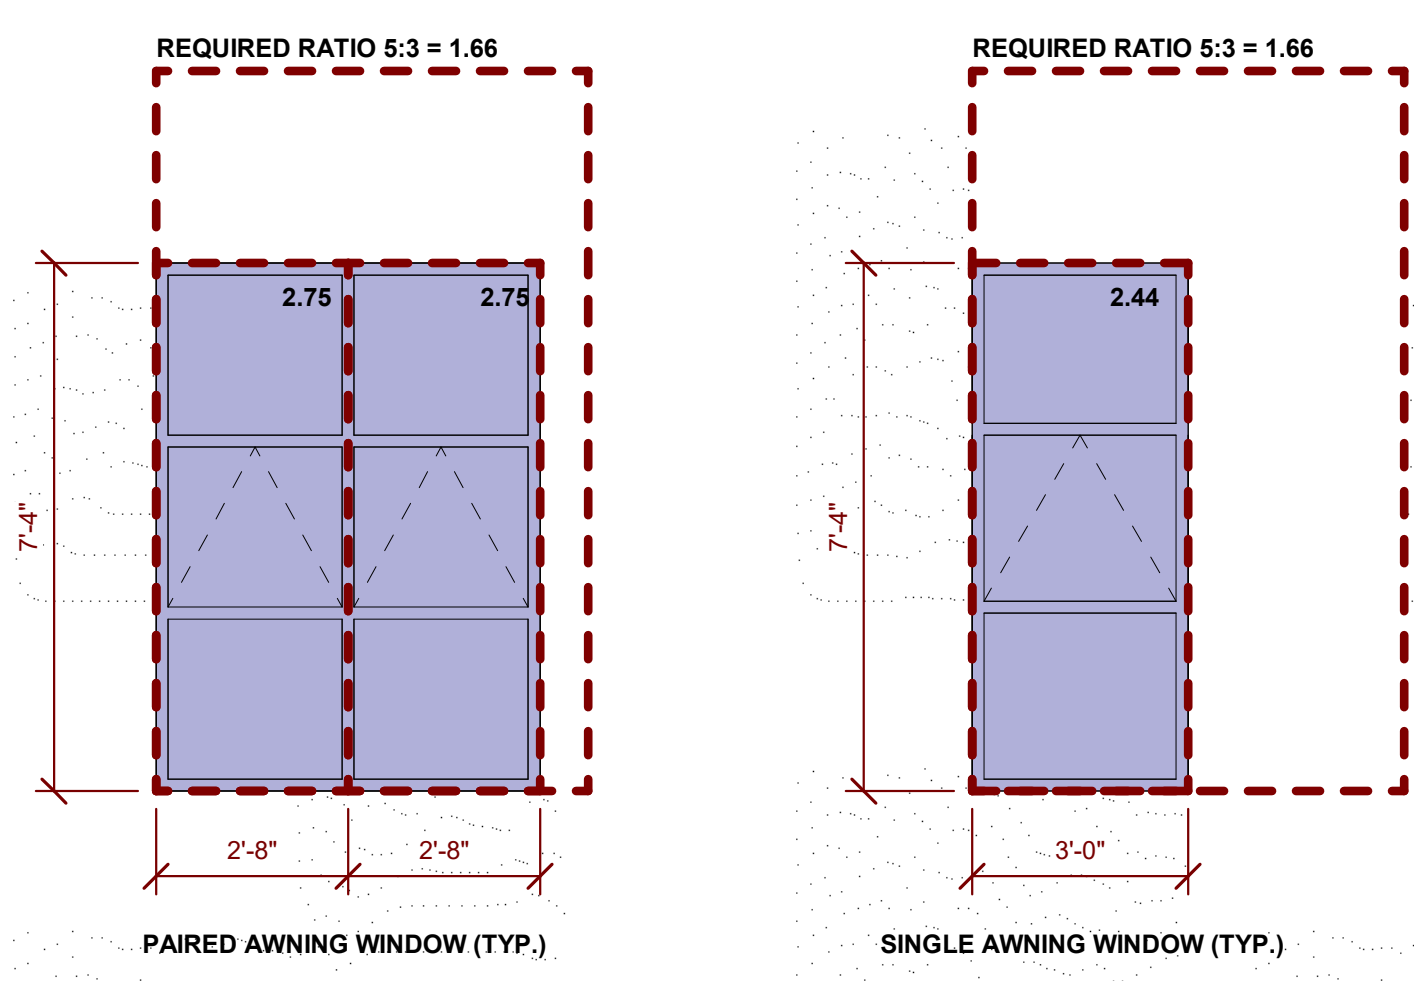 REQUIRED RATIO 5:3 = 1.66
2.75
2.75
7'-4"
2'-8"
2'-8"
PAIRED AWNING WINDOW (TYP.)
REQUIRED RATIO 5:3 = 1.66
2.44
7'-4"
3'-0"
SINGLE AWNING WINDOW (TYP.)